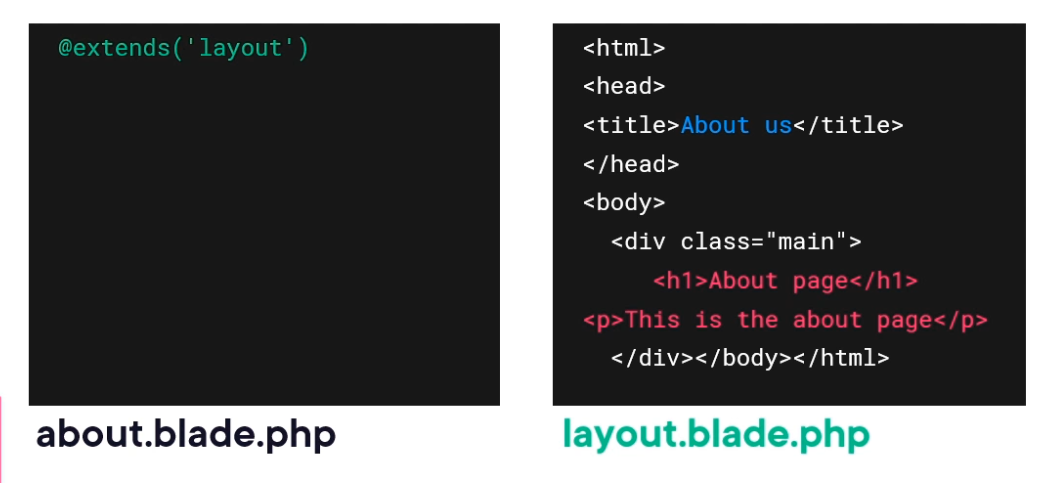 @extends('layout')
about.blade.php
<html>
<head>
<title>About us</title>
</head>
<body>
<div class="main">
<h1>About page</h1>
<p>This is the about page</p>
</div></body></html>
layout.blade.php